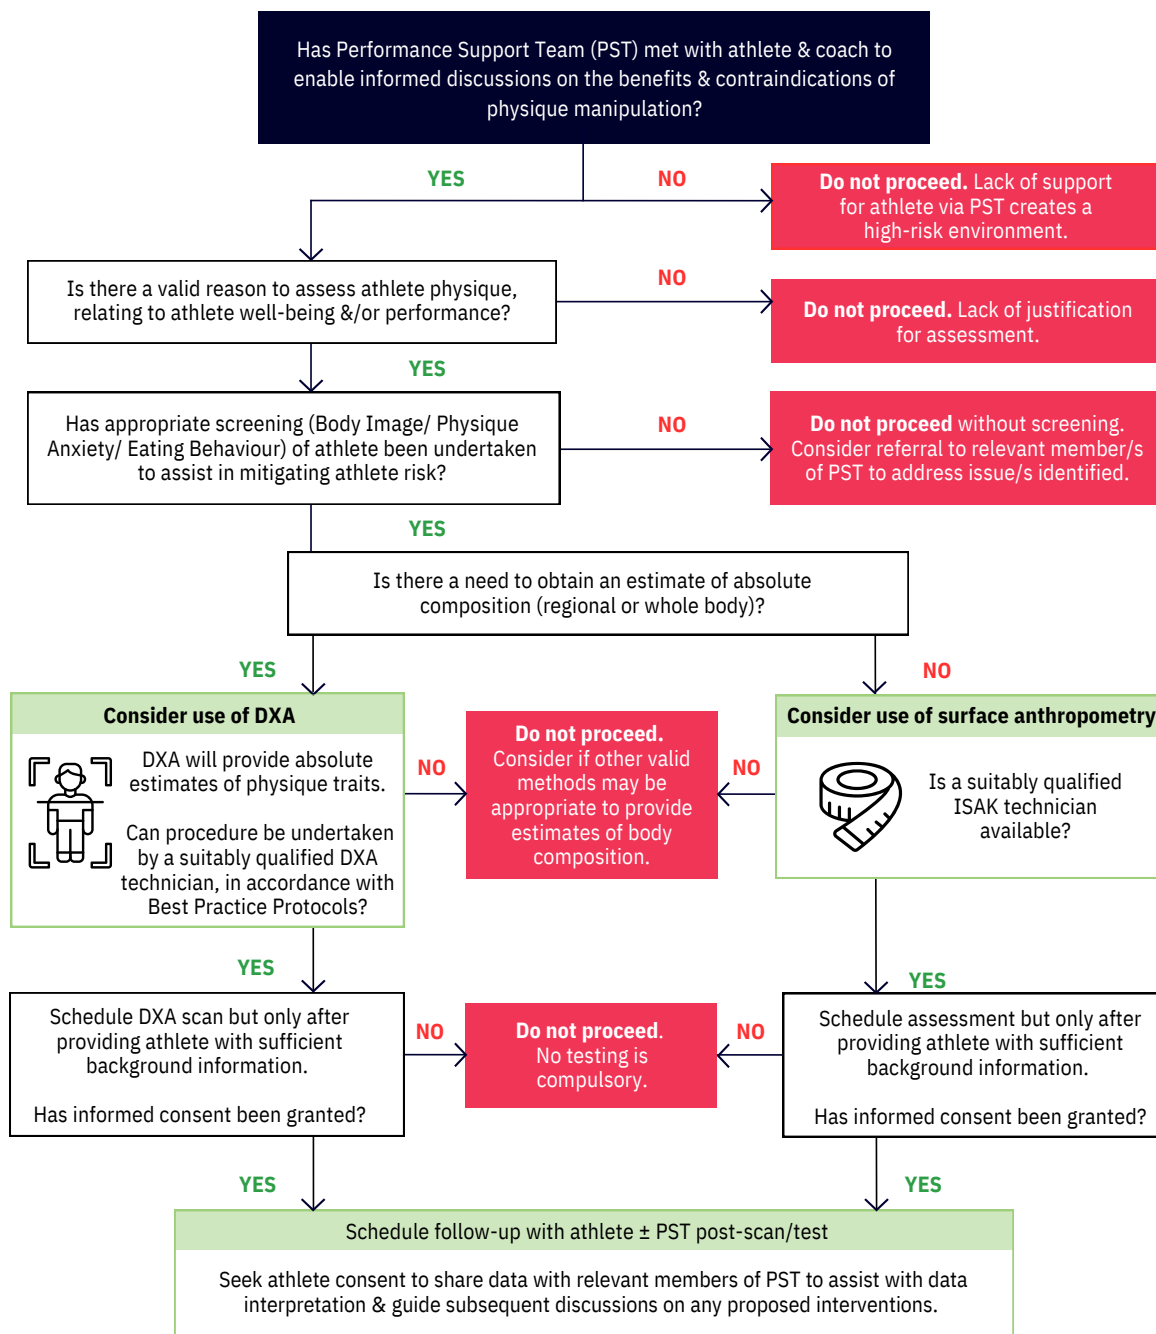 Has Performance Support Team (PST) met with athlete & coach to
enable informed discussions on the benefits & contraindications of
physique manipulation?
YES
NO
Do not proceed. Lack of support
for athlete via PST creates a
high-risk environment.
Is there a valid reason to assess athlete physique,
relating to athlete well-being &/or performance?
NO
Do not proceed. Lack of justification
for assessment.
YES
Has appropriate screening (Body Image/ Physique
Anxiety/ Eating Behaviour) of athlete been undertaken
to assist in mitigating athlete risk?
NO
Do not proceed without screening.
Consider referral to relevant member/s
of PST to address issue/s identified.
YES
Is there a need to obtain an estimate of absolute
composition (regional or whole body)?
YES
NO
Consider use of DXA
DXA will provide absolute
estimates of physique traits.
Can procedure be undertaken
by a suitably qualified DXA
technician, in accordance with
Best Practice Protocols?
NO
Do not proceed.
Consider if other valid
methods may be
appropriate to provide
estimates of body
composition.
NO
Consider use of surface anthropometry
Is a suitably qualified
ISAK technician
available?
YES
YES
Schedule DXA scan but only after
providing athlete with sufficient
background information.
Has informed consent been granted?
NO
Do not proceed.
No testing is
compulsory.
NO
Schedule assessment but only after
providing athlete with sufficient
background information.
Has informed consent been granted?
YES
YES
Schedule follow-up with athlete ± PST post-scan/test
Seek athlete consent to share data with relevant members of PST to assist with data
interpretation & guide subsequent discussions on any proposed interventions.